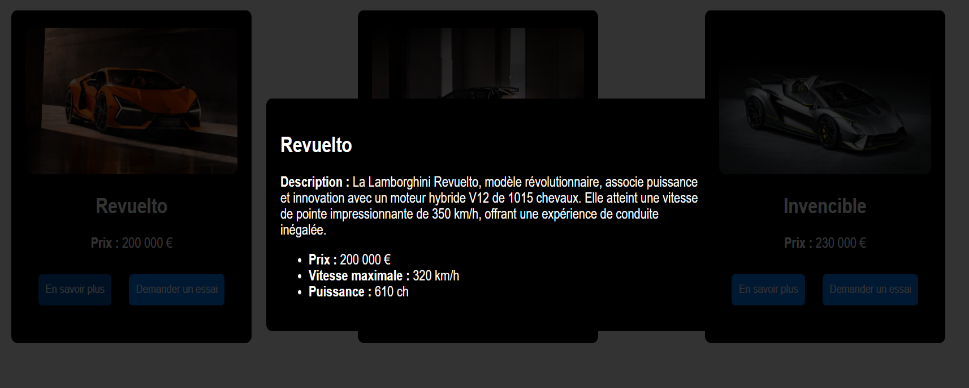 Revuelto
Description : La Lamborghini Revuelto, modèle révolutionnaire, associe puissance
et innovation avec un moteur hybride V12 de 1015 chevaux. Elle atteint une vitesse
de pointe impressionnante de 350 km/h, offrant une expérience de conduite
inégalée.
Prix : 200 000 €
Vitesse maximale : 320 km/h
Puissance : 610 ch
Revuelto
Prix : 200 000 €
En savoir plus
Demander un essai
Invencible
Prix : 230 000 €
En savoir plus
Demander un essai